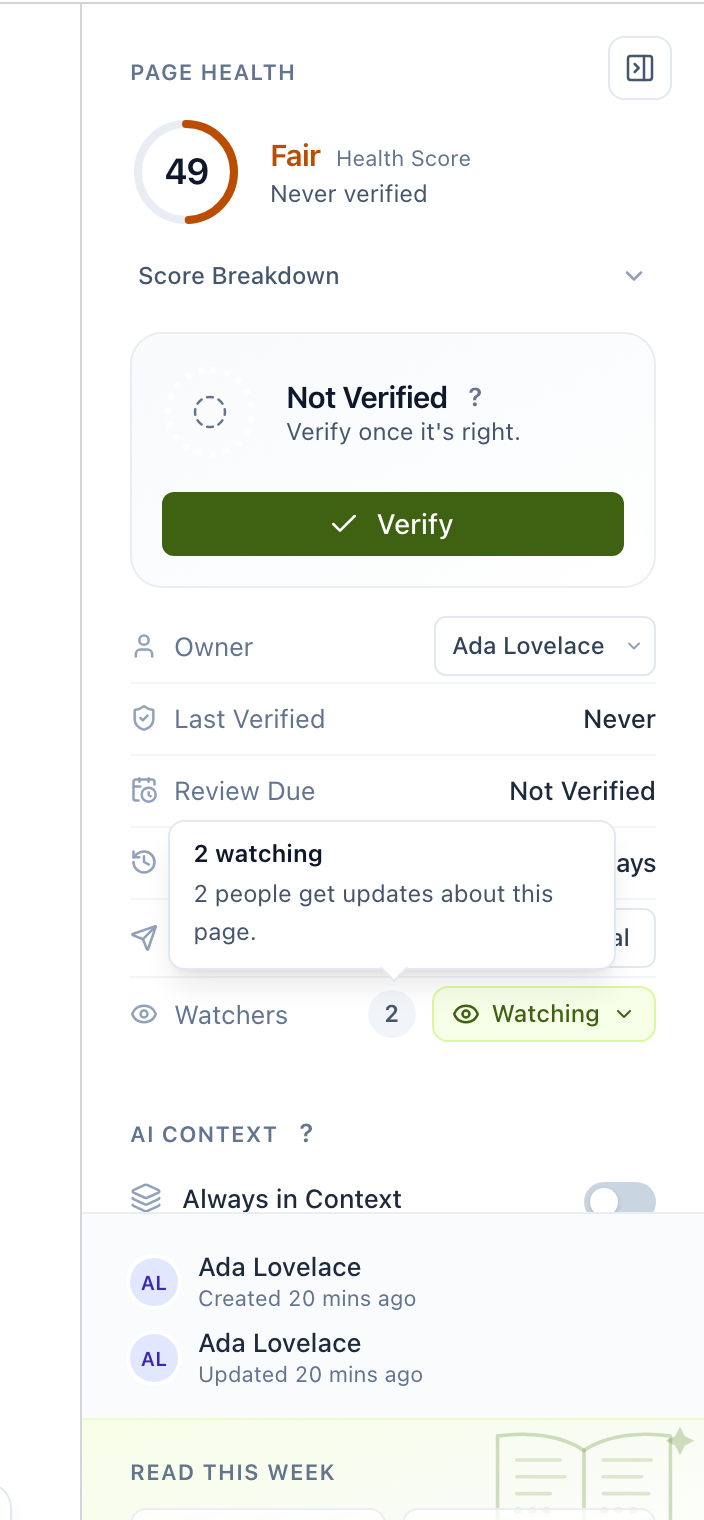 PAGE HEALTH
49
Fair Health Score
Never verified
Score Breakdown
Not Verified ?
Verify once it's right.
Verify
Owner Ada Lovelace
Last Verified Never
Review Due Not Verified
2 watching
2 people get updates about this
page.
Watchers 2 Watching
AI CONTEXT ?
Always in Context
AL Ada Lovelace
Created 20 mins ago
AL Ada Lovelace
Updated 20 mins ago
READ THIS WEEK